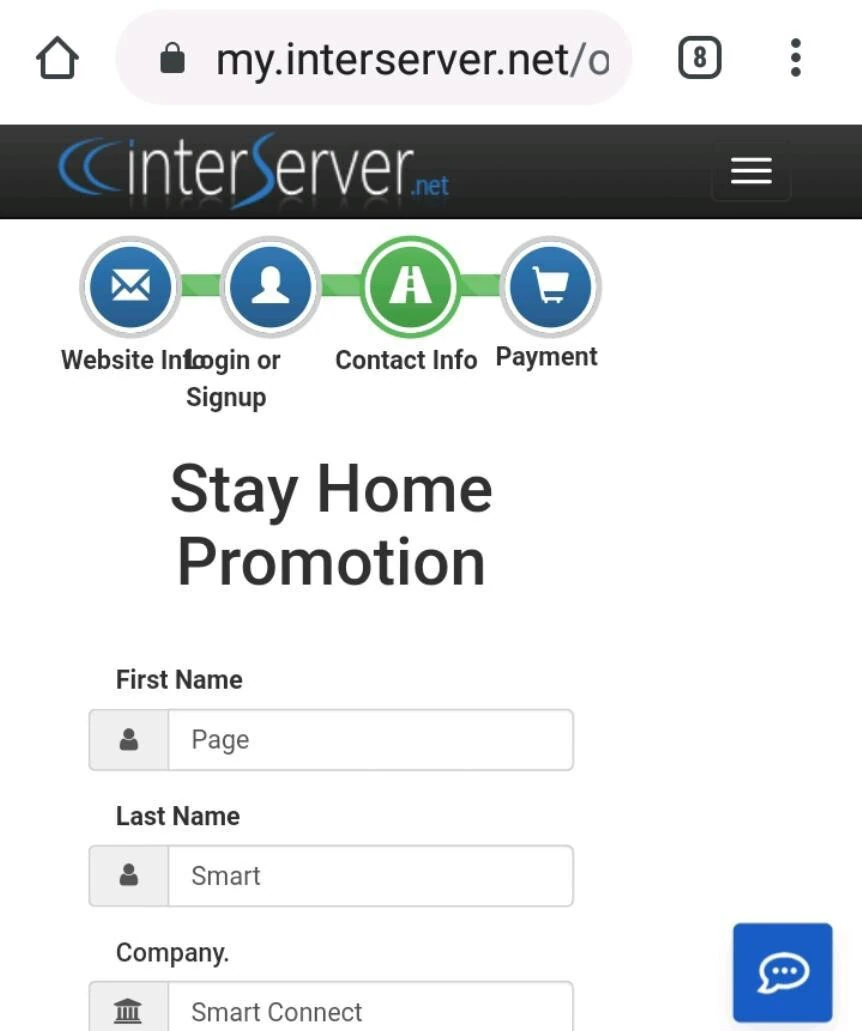 my.interserver.net/o
8
interServer.net
Website Info
Login or
Signup
Contact Info
Payment
Stay Home
Promotion
First Name
Page
Last Name
Smart
Company.
Smart Connect